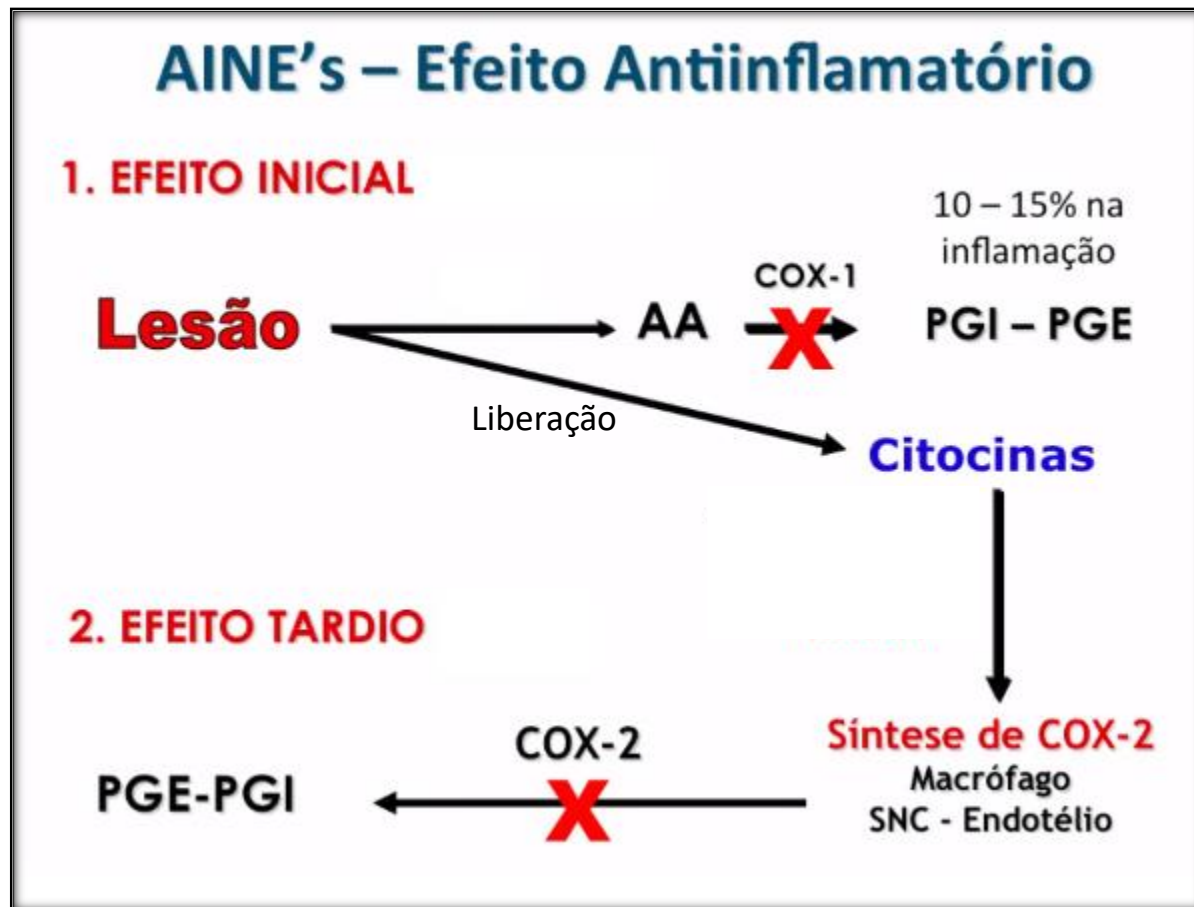 AINE's – Efeito Antiinflamatório
1. EFEITO INICIAL
10 – 15% na
inflamação
COX-1
Lesão
AA
X
PGI – PGE
Liberação
Citocinas
2. EFEITO TARDIO
Síntese de COX-2
Macrófago
SNC - Endotélio
COX-2
X
PGE-PGI